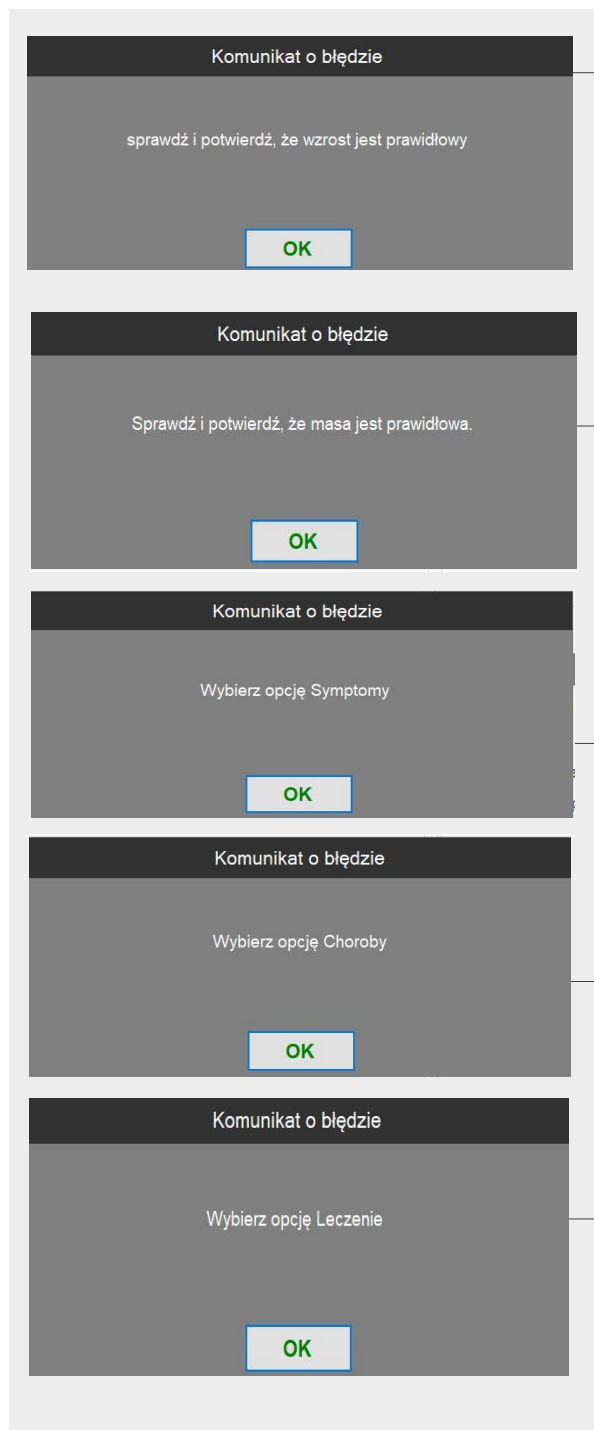 Komunikat o błędzie
sprawdź i potwierdź, że wzrost jest prawidłowy
OK
Komunikat o błędzie
Sprawdź i potwierdź, że masa jest prawidłowa.
OK
Komunikat o błędzie
Wybierz opcję Symptomy
OK
Komunikat o błędzie
Wybierz opcję Choroby
OK
Komunikat o błędzie
Wybierz opcję Leczenie
OK